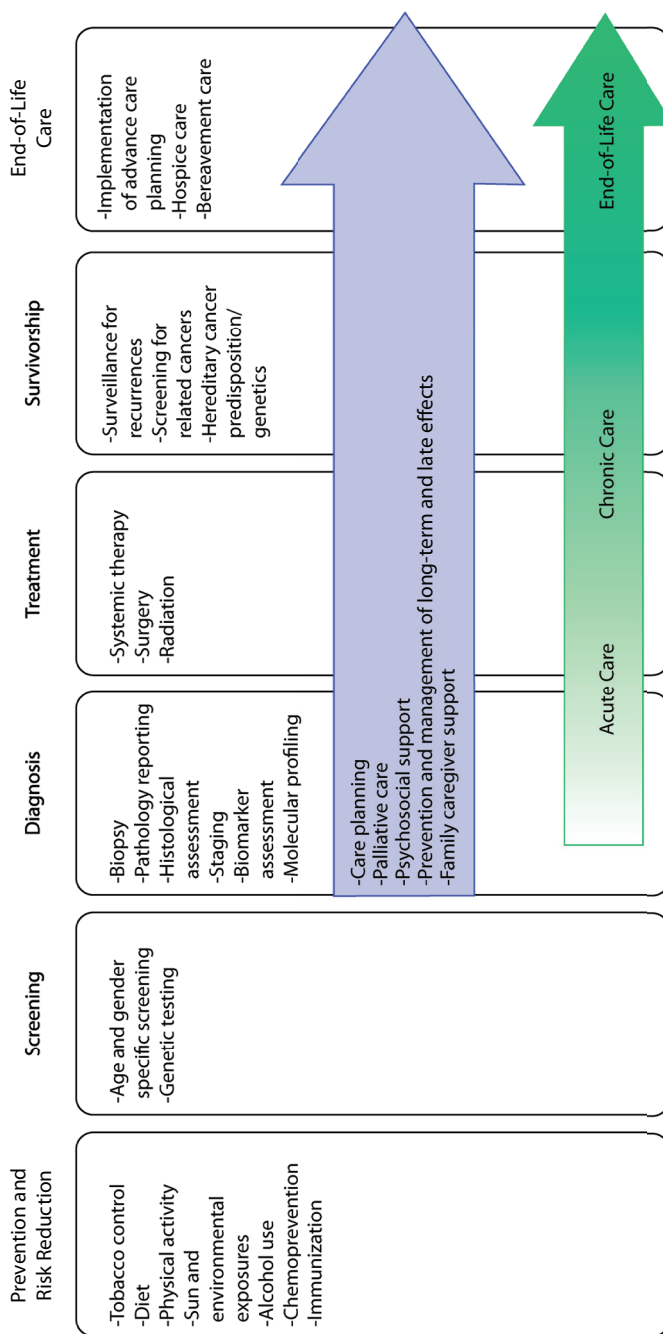 Prevention and
Risk Reduction
-Tobacco control
-Diet
-Physical activity
-Sun and
environmental
exposures
-Alcohol use
-Chemoprevention
-Immunization
Screening
-Age and gender
specific screening
-Genetic testing
Diagnosis
-Biopsy
-Pathology reporting
-Histological
assessment
-Staging
-Biomarker
assessment
-Molecular profiling
Treatment
-Systemic therapy
-Surgery
-Radiation
Survivorship
-Surveillance for
recurrences
-Screening for
related cancers
-Hereditary cancer
predisposition/
genetics
End-of-Life
Care
-Implementation
of advance care
planning
-Hospice care
-Bereavement care
-Care planning
-Palliative care
-Psychosocial support
-Prevention and management of long-term and late effects
-Family caregiver support
Acute Care
Chronic Care
End-of-Life Care